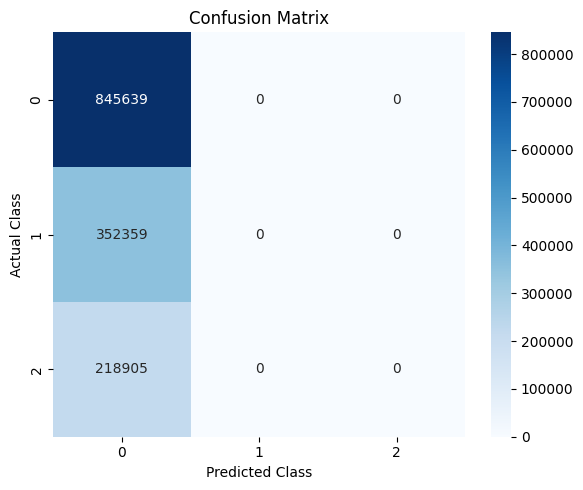 Confusion Matrix
845639 0 0
352359 0 0
218905 0 0
0
1
2
Actual Class
0 1 2
Predicted Class
800000
700000
600000
500000
400000
300000
200000
100000
0